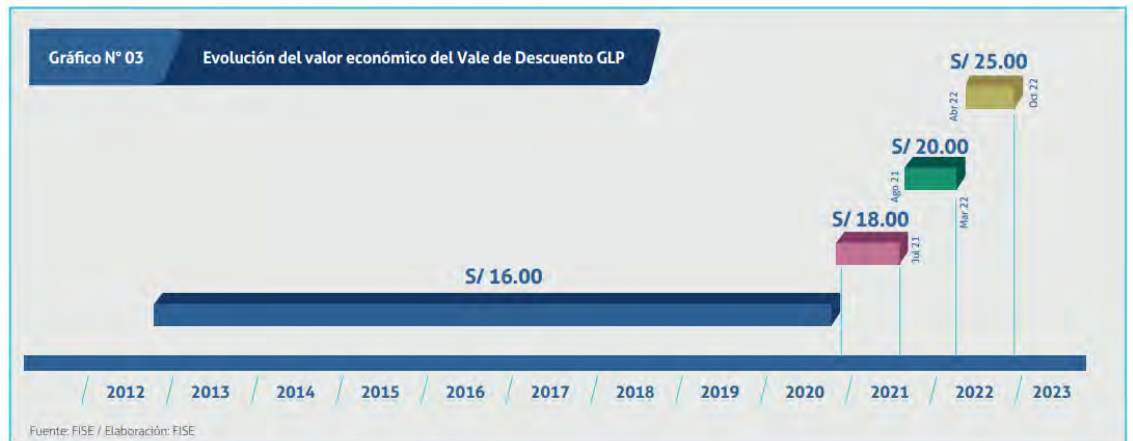 Gráfico N° 03
Evolución del valor económico del Vale de Descuento GLP
S/ 25.00
Abr 22
Oct 22
S/ 20.00
Ago 21
Mar 22
S/ 18.00
Jul 21
S/ 16.00
2012 2013 2014 2015 2016 2017 2018 2019 2020 2021 2022 2023
Fuente: FISE / Elaboración: FISE